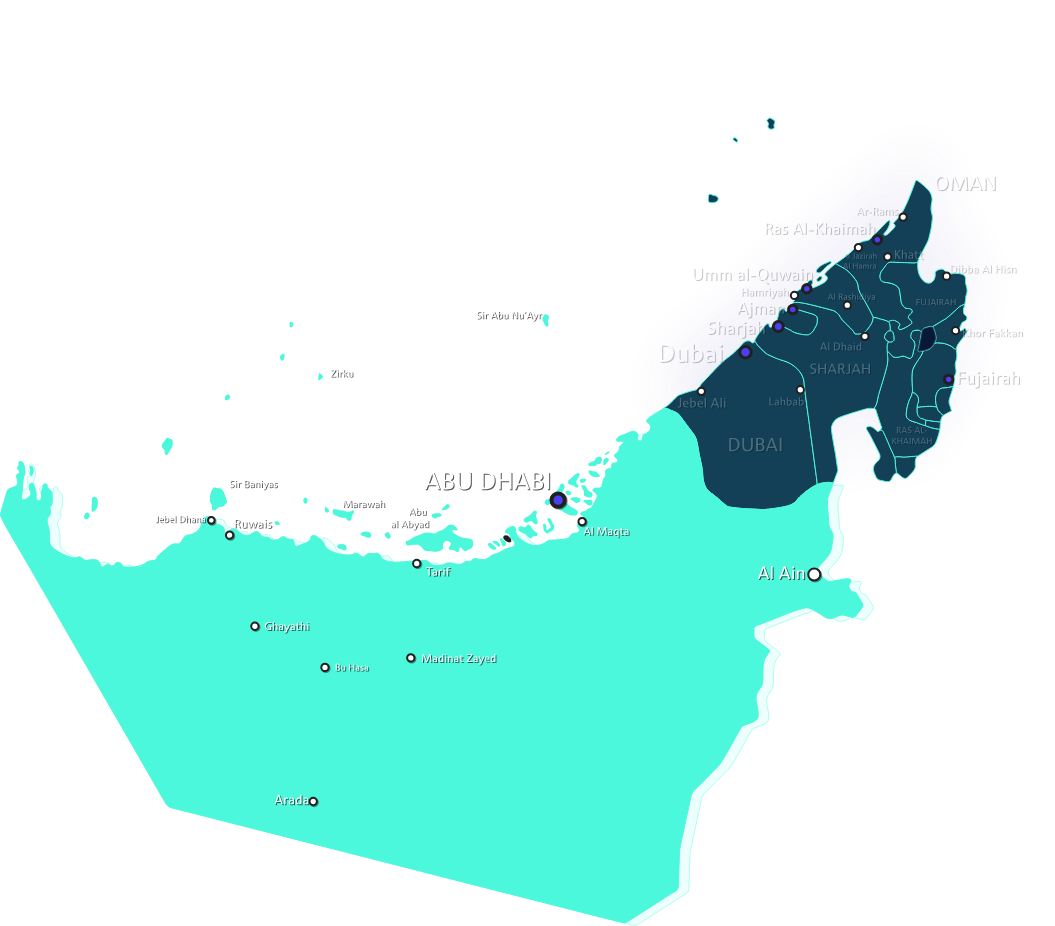 OMAN
Ar-Rams
Ras Al-Khaimah
Jazirah
Al Hamra
Khatt
Dibba Al Hisn
Umm al-Quwain
Hamriyah
Al Rashidya
FUJAIRAH
Ajman
Sir Abu Nu'Ayr
Sharjah
Khor Fakkan
Al Dhaid
Dubai
SHARJAH
Zirku
Fujairah
Jebel Ali
Lahbab
RAS AL
KHAIMAH
DUBAI
ABU DHABI
Sir Baniyas
Marawah
Abu
al Abyad
Jebel Dhana
Ruwais
Al Maqta
Tarif
Al Ain
Ghayathi
Madinat Zayed
Bu Hasa
Arada